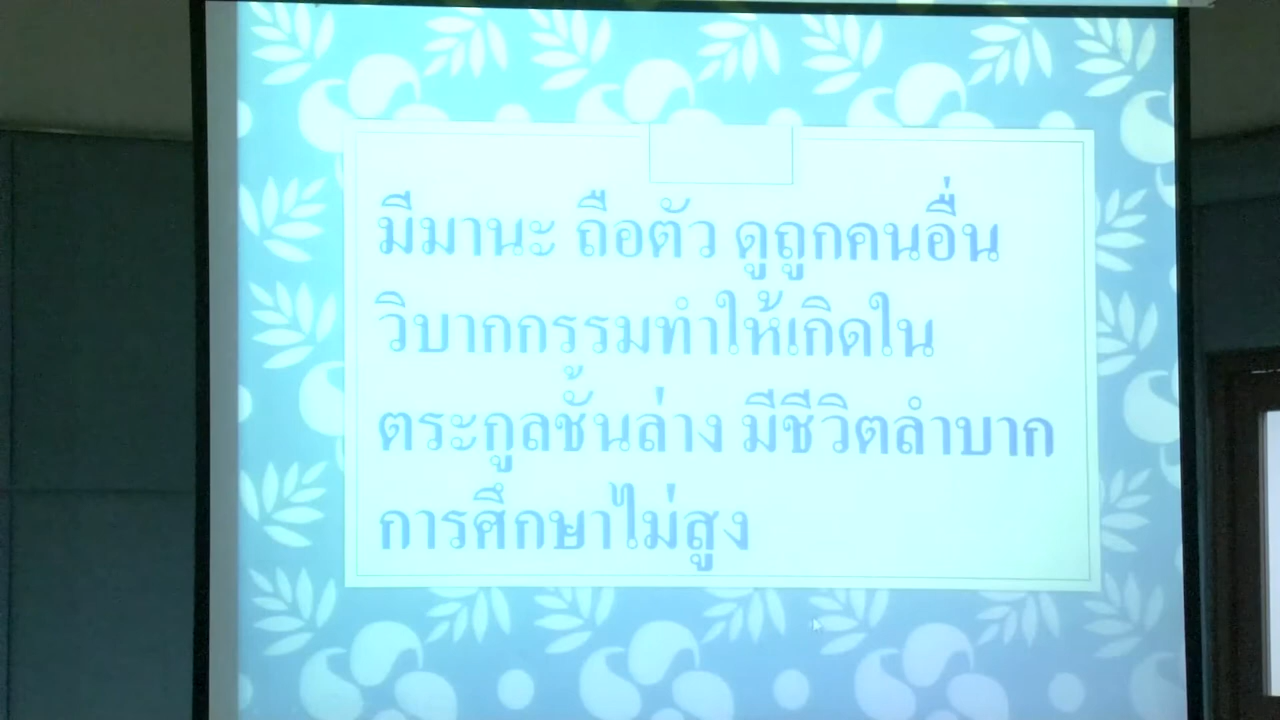 มีมานะ ถือตัว ดูถูกคนอื่น
วิบากกรรมทำให้เกิดใน
ตระกูลชั้นล่าง มีชีวิตลำบาก
การศึกษาไม่สูง